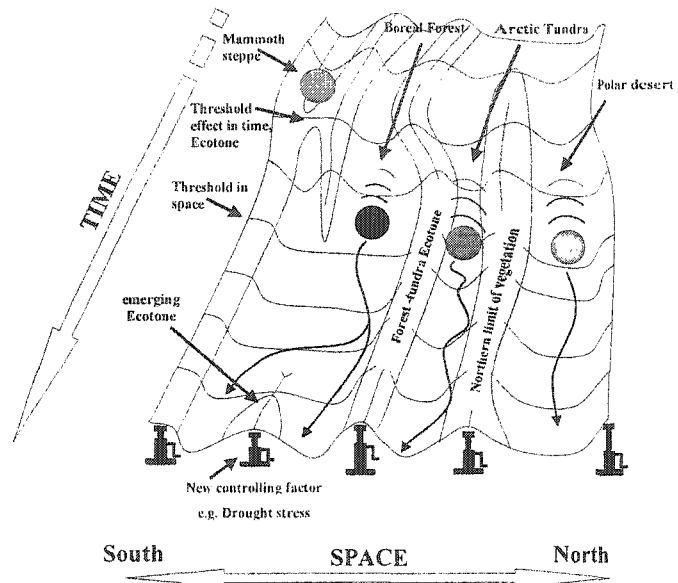 Boreal Forest
Arctic Tundra
Mammoth
steppe
Polar desert
Threshold
effect in time,
Ecotone
Threshold in
space
TIME
Forest -tundra Ecotone
Northern limit of vegetation
emerging
Ecotone
New controlling factor
e.g. Drought stress
South
SPACE
North